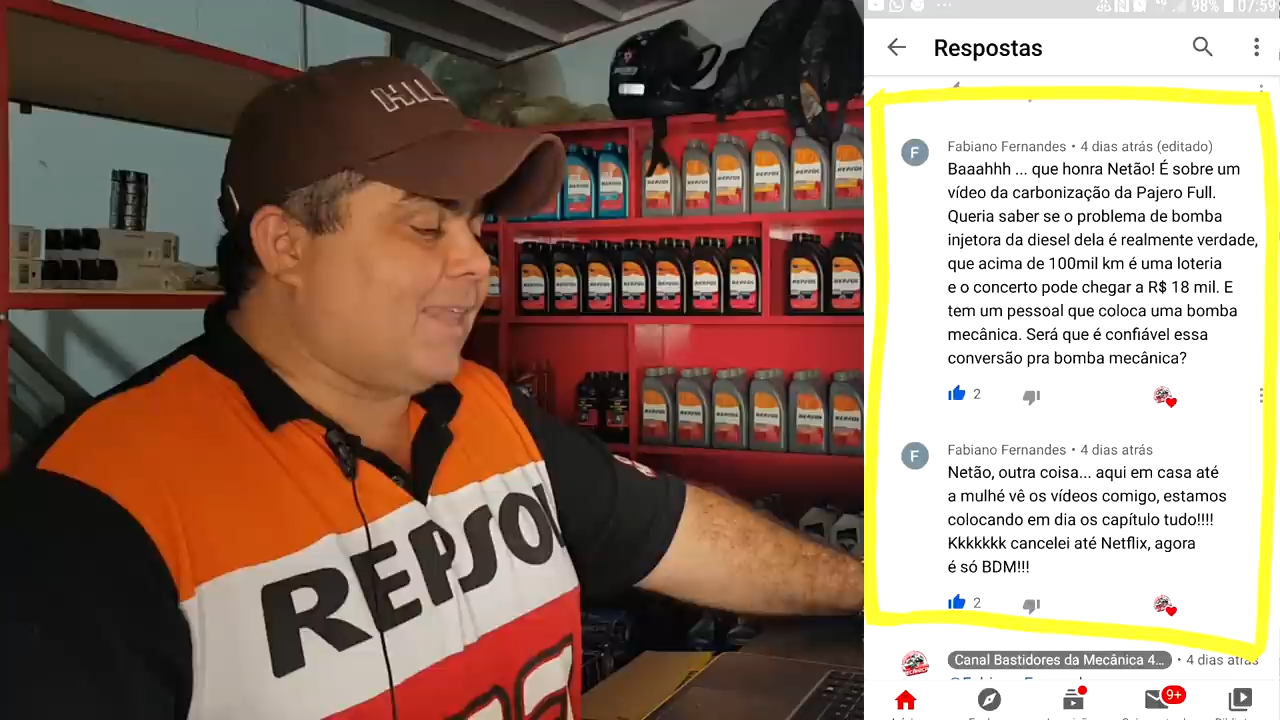 HIL
REPSOL
REPSOL
98%
07:59
Respostas
Fabiano Fernandes • 4 dias atrás (editado)
Baaahhh ... que honra Netão! É sobre um
vídeo da carbonização da Pajero Full.
Queria saber se o problema de bomba
injetora da diesel dela é realmente verdade,
que acima de 100mil km é uma loteria
e o concerto pode chegar a R$ 18 mil. E
tem um pessoal que coloca uma bomba
mecânica. Será que é confiável essa
conversão pra bomba mecânica?
2
Fabiano Fernandes • 4 dias atrás
Netão, outra coisa... aqui em casa até
a mulhé vê os vídeos comigo, estamos
colocando em dia os capítulo tudo!!!!
Kkkkkkk cancelei até Netflix, agora
é só BDM!!!
2
Canal Bastidores da Mecânica 4... • 4 dias atrás
9+